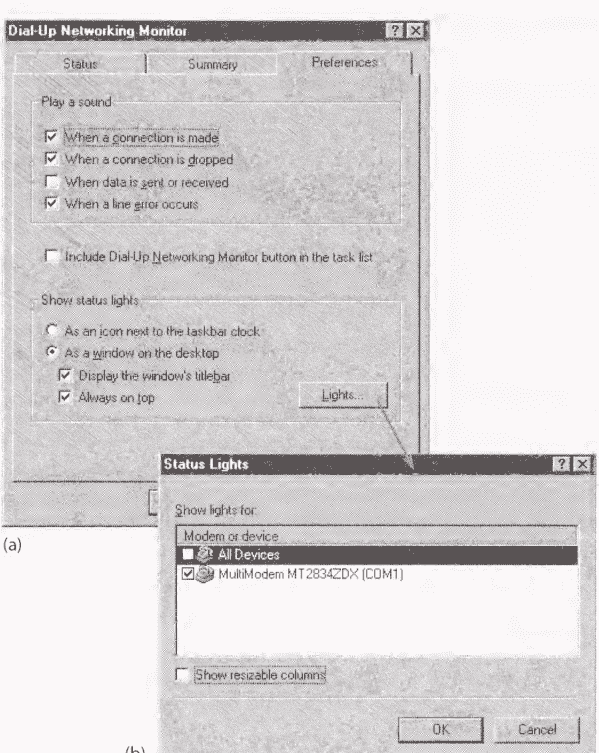 Dial-Up Networking Monitor
Status Summary Preferences
Play a sound
When a connection is made
When a connection is dropped
When data is sent or received
When a line error occurs
Include Dial-Up Networking Monitor button in the task list
Show status lights
As an icon next to the taskbar clock
As a window on the desktop
Display the window's titlebar
Always on top
Lights...
(a)
Status Lights
Show lights for:
Modem or device
All Devices
MultiModem MT2834ZDX (COM1)
Show resizable columns
OK Cancel
(b)